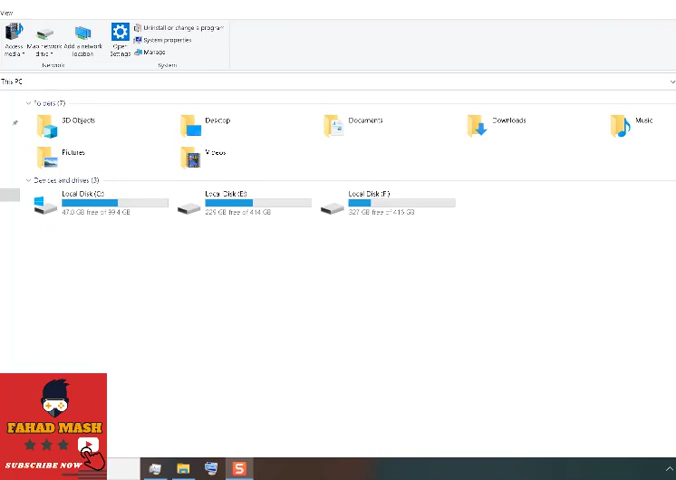 View
Access media
Map network drive
Add a network location
Open Settings
Uninstall or change a program
System properties
Manage
Network
System
This PC
Folders (7)
3D Objects
Desktop
Documents
Downloads
Music
Pictures
Videos
Devices and drives (3)
Local Disk (C:)
Local Disk (E:)
Local Disk (F:)
47.0 GB free of 99.4 GB
229 GB free of 414 GB
327 GB free of 415 GB
FAHAD MASH
SUBSCRIBE NOW
S